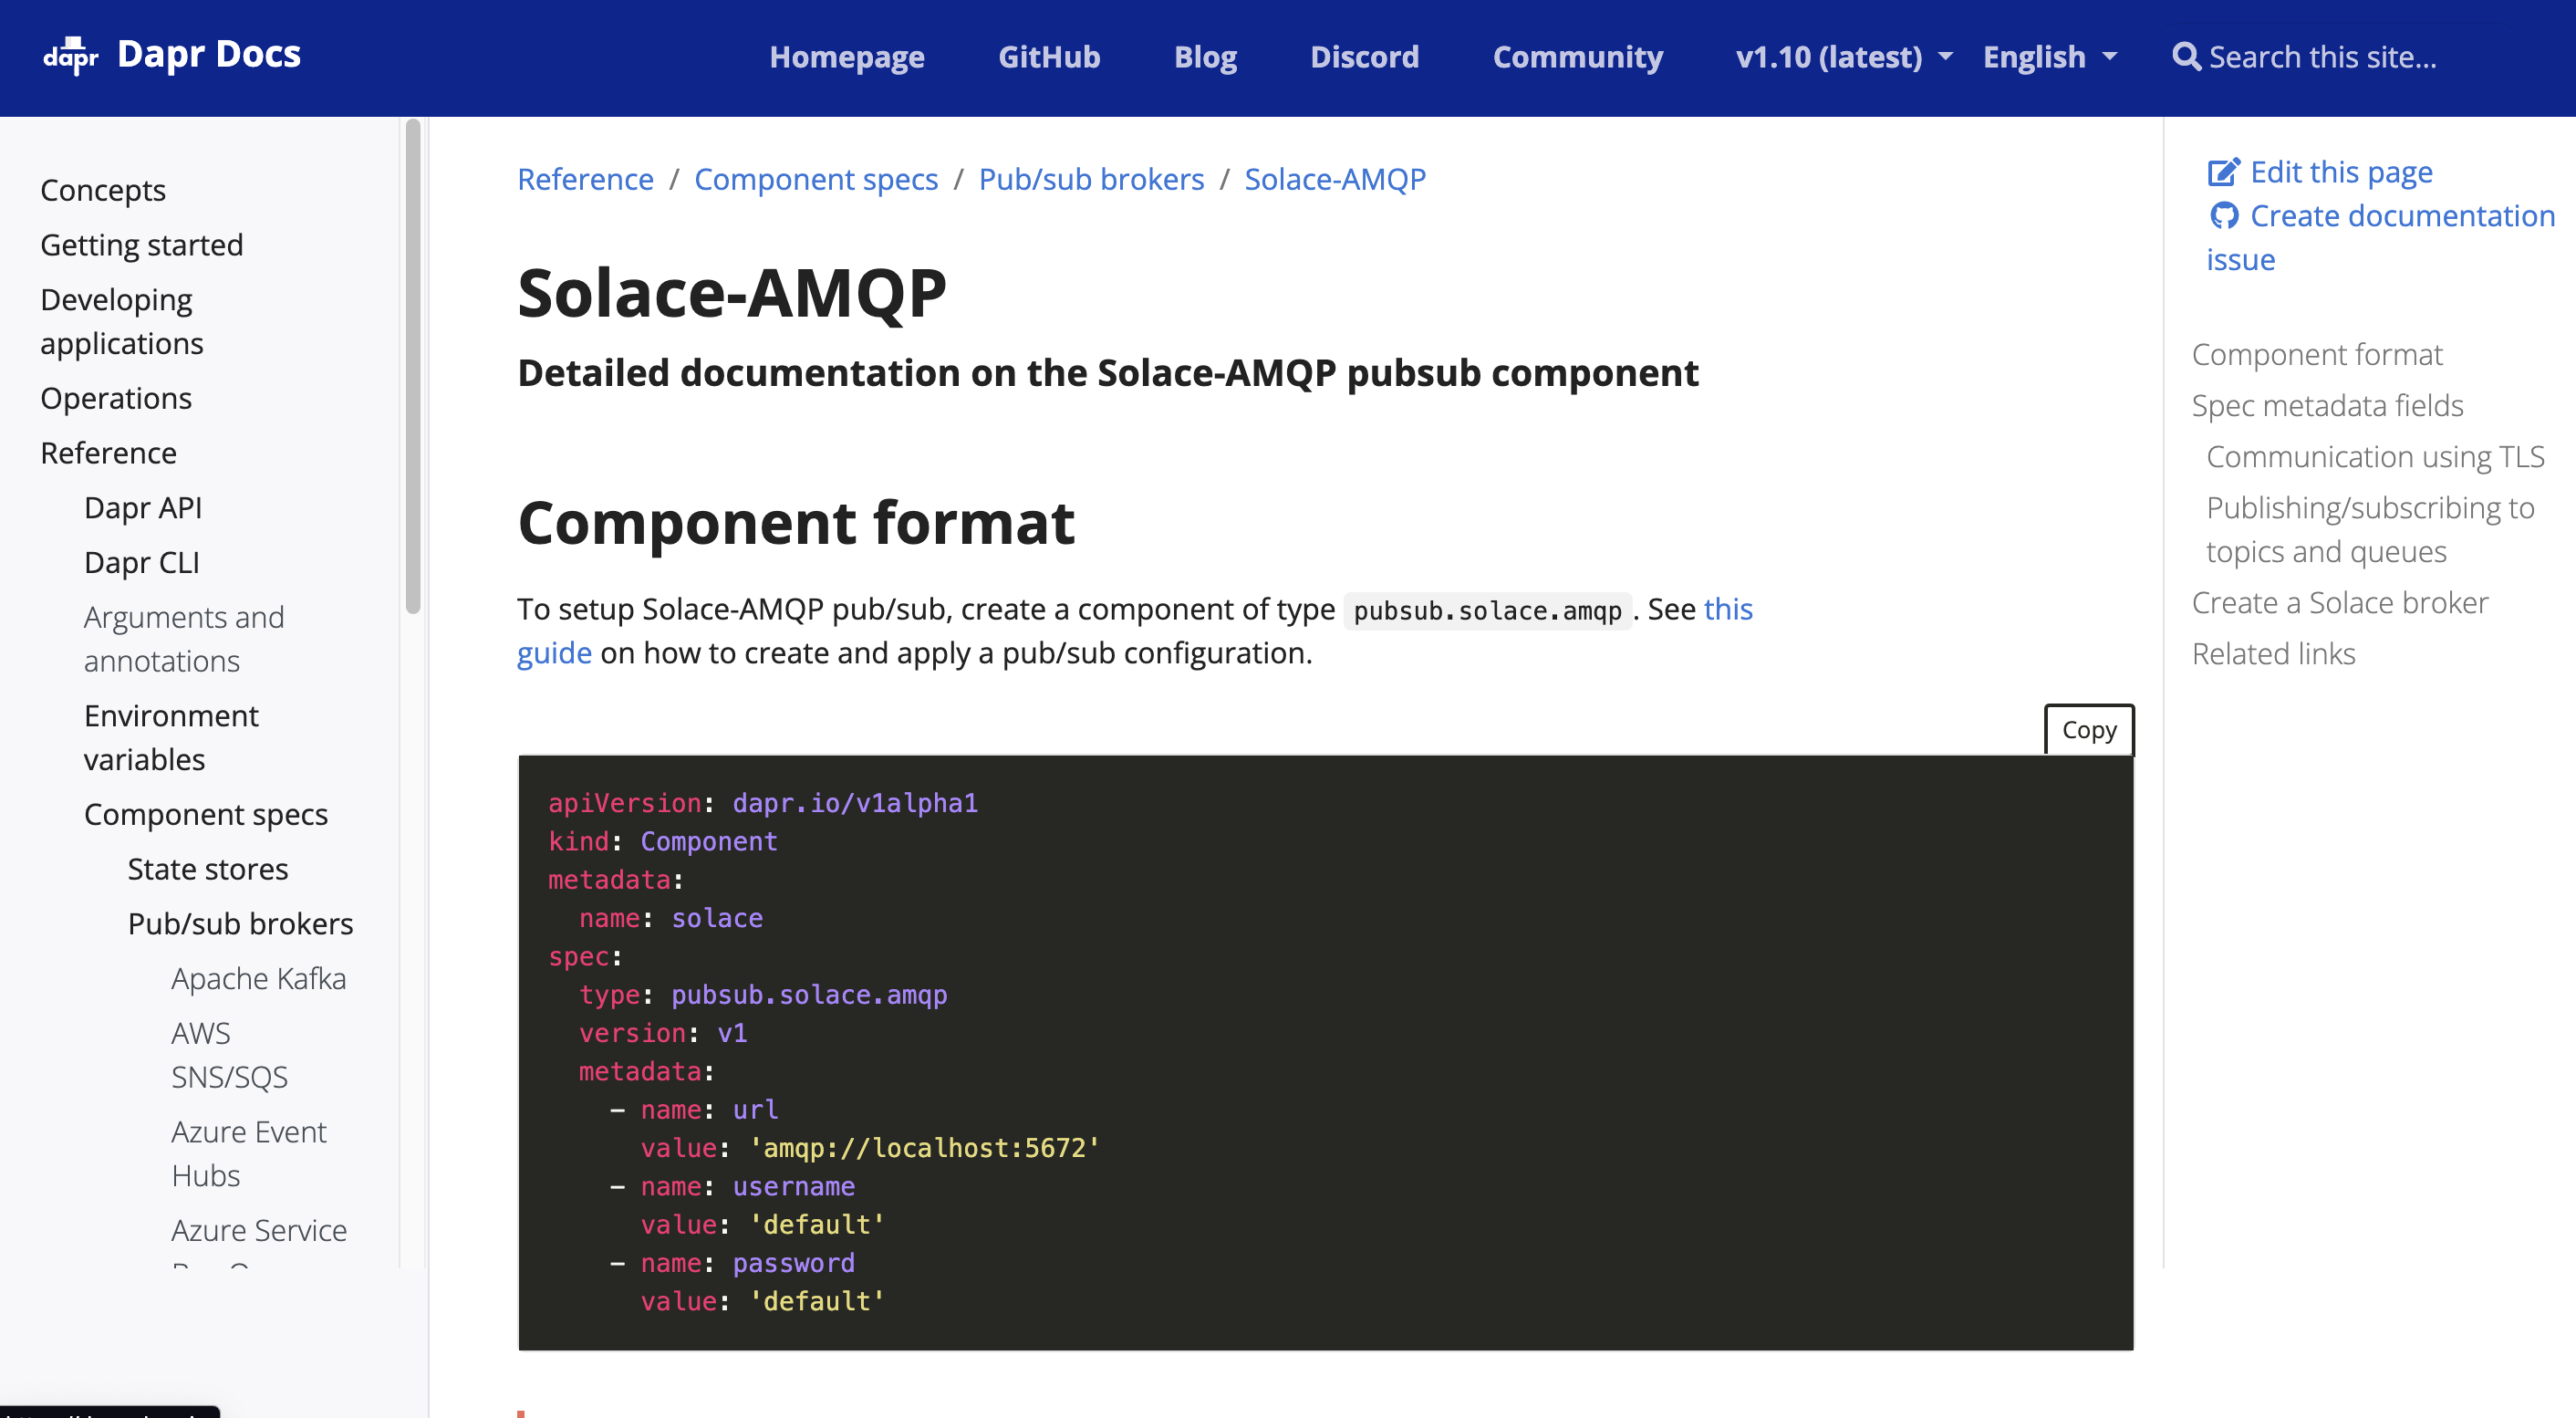 dapr Dapr Docs
Homepage GitHub Blog Discord Community v1.10 (latest) English Search this site...
Concepts
Getting started
Developing
applications
Operations
Reference
Dapr API
Dapr CLI
Arguments and
annotations
Environment
variables
Component specs
State stores
Pub/sub brokers
Apache Kafka
AWS
SNS/SQS
Azure Event
Hubs
Azure Service
Reference / Component specs / Pub/sub brokers / Solace-AMQP
Solace-AMQP
Detailed documentation on the Solace-AMQP pubsub component
Component format
To setup Solace-AMQP pub/sub, create a component of type pubsub.solace.amqp. See this
guide on how to create and apply a pub/sub configuration.
Copy
apiVersion: dapr.io/v1alpha1
kind: Component
metadata:
  name: solace
spec:
  type: pubsub.solace.amqp
  version: v1
  metadata:
    - name: url
      value: 'amqp://localhost:5672'
    - name: username
      value: 'default'
    - name: password
      value: 'default'
Edit this page
Create documentation
issue
Component format
Spec metadata fields
Communication using TLS
Publishing/subscribing to
topics and queues
Create a Solace broker
Related links